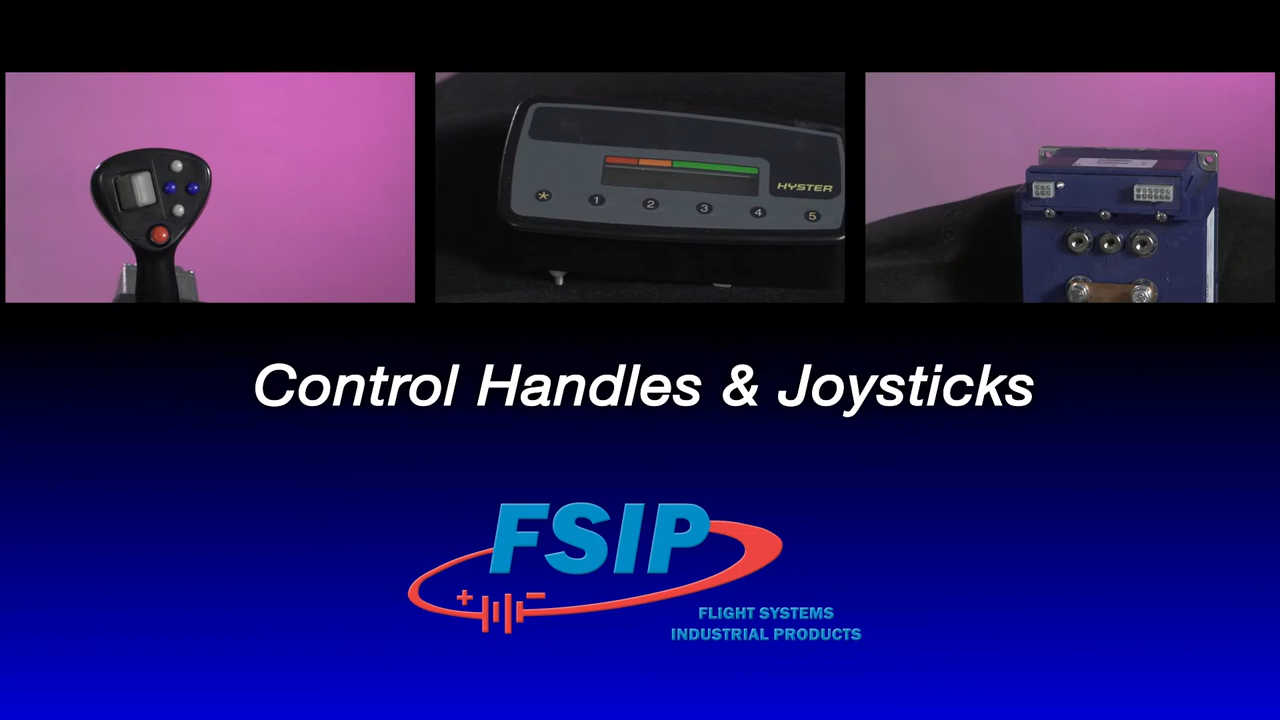 HYSTER
* 1 2 3 4 5
Control Handles & Joysticks
FSIP
+ −
FLIGHT SYSTEMS
INDUSTRIAL PRODUCTS